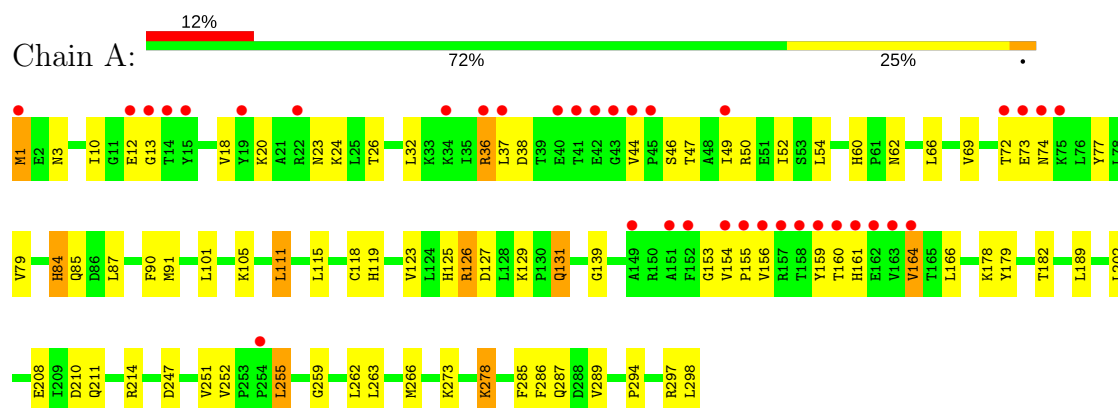 12%
Chain A:
72% 25% •
M1 E2 N3 I10 G11 E12 G13 T14 Y15 V18 Y19 K20 A21 R22 N23 K24 L25 T26 L32 K33 K34 I35 R36 L37 D38 T39 E40 T41 E42 G43 V44 P45 S46 T47 A48 I49 R50 E51 I52 S53 L54 H60 P61 N62 L66 V69 T72 E73 N74 K75 L76 Y77 L78
V79 H84 Q85 D86 L87 F90 M91 L101 K105 L111 L115 C118 H119 V123 L124 H125 R126 D127 L128 K129 P130 Q131 G139 A149 R150 A151 F152 G153 V154 P155 V156 R157 T158 Y159 T160 H161 E162 V163 V164 T165 L166 K178 Y179 T182 L189 L202
E208 I209 D210 Q211 R214 D247 V251 V252 P253 P254 L255 G259 L262 L263 M266 K273 K278 F285 F286 Q287 D288 V289 P294 R297 L298